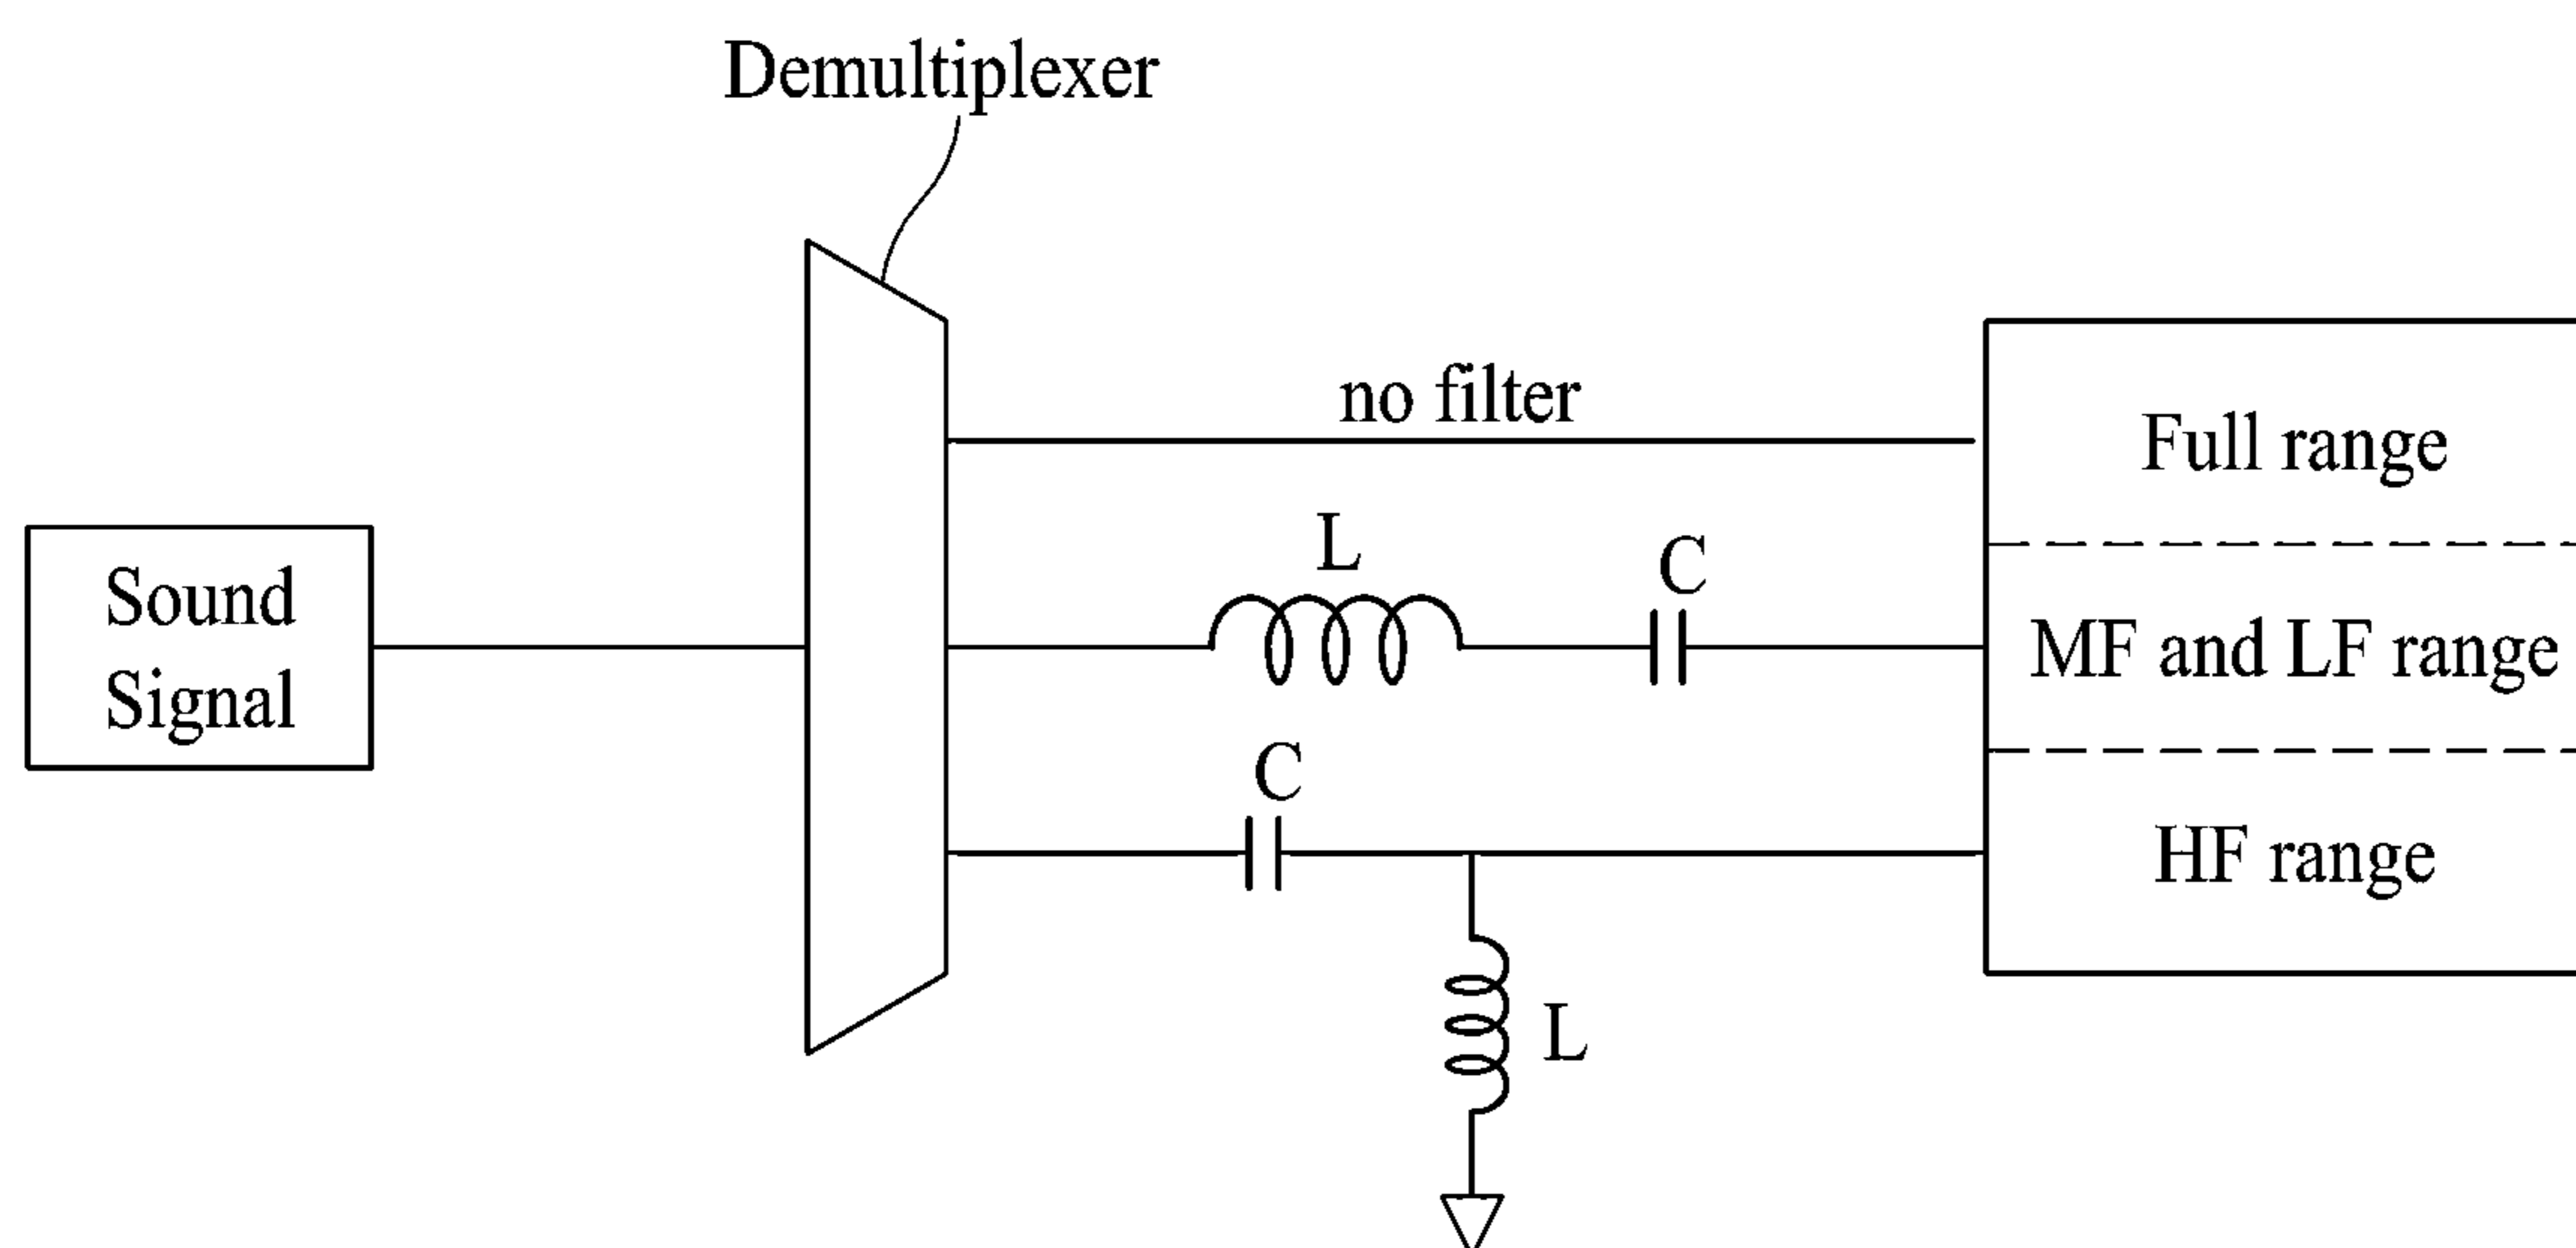 Demultiplexer
no filter
Full range
L
C
Sound
Signal
MF and LF range
C
HF range
L